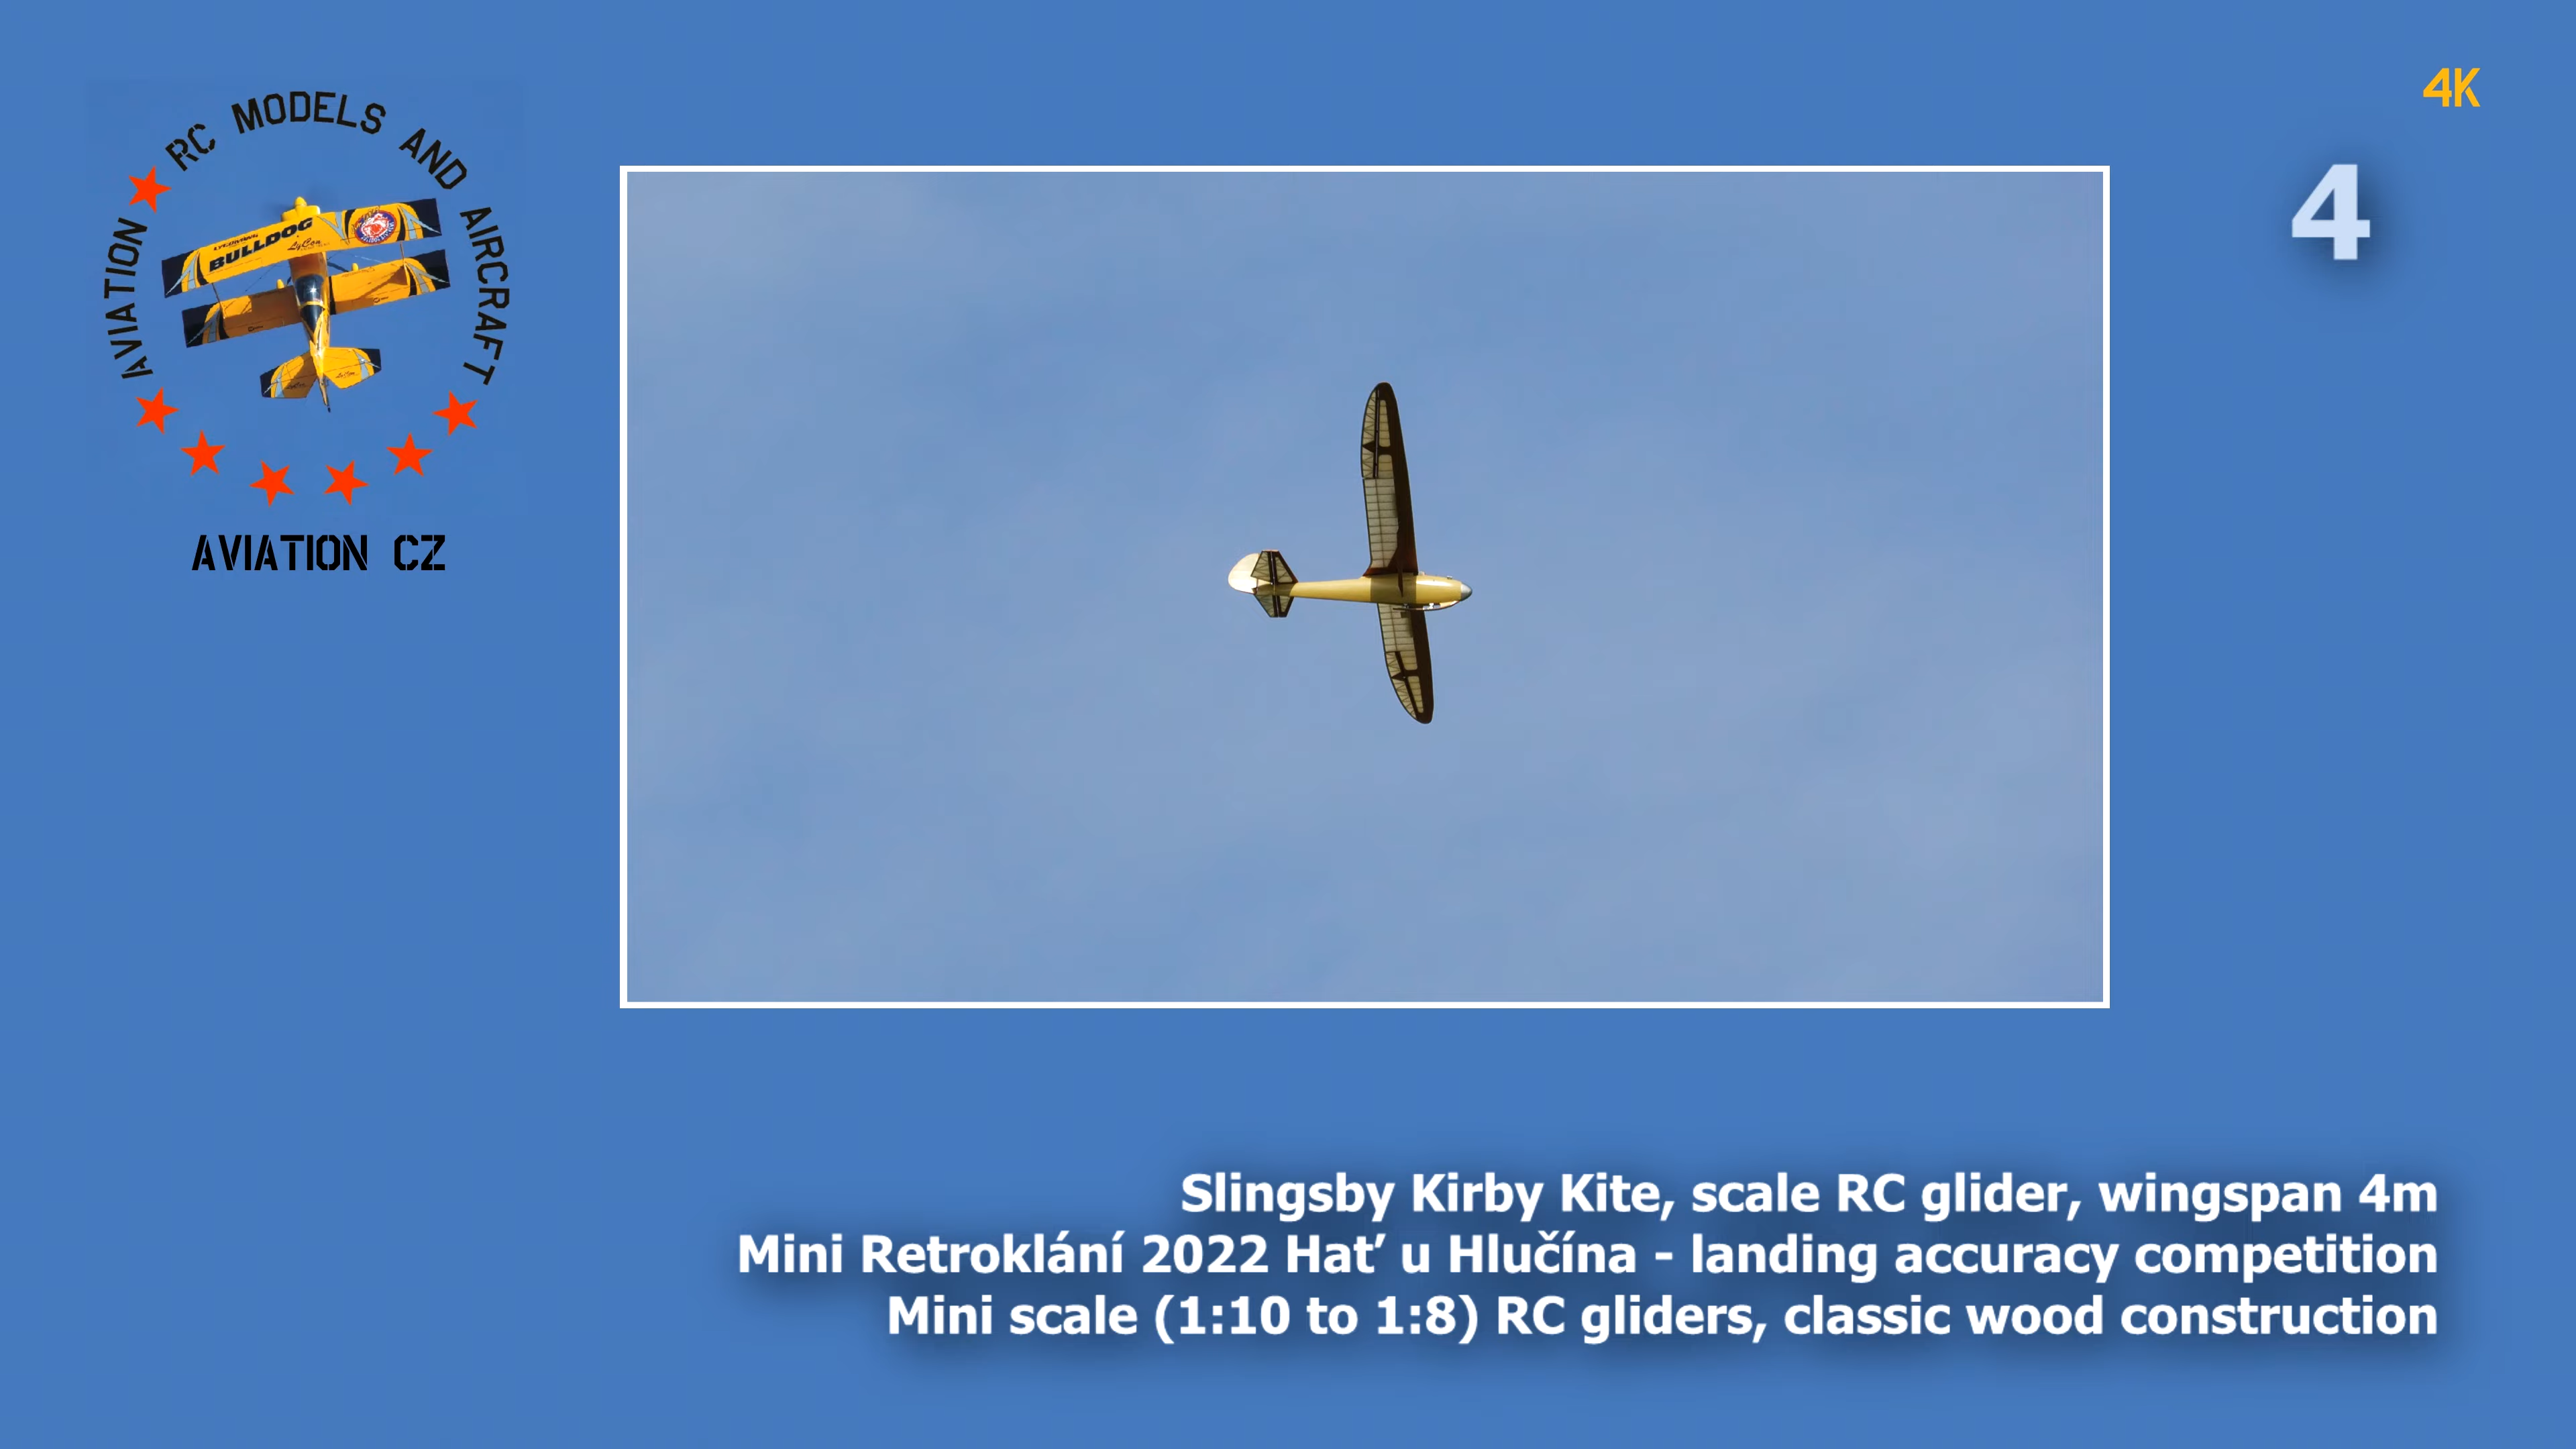 4K
4
RC MODELS AND AIRCRAFT
AVIATION
BULLDOG
LyCon
AVIATION CZ
Slingsby Kirby Kite, scale RC glider, wingspan 4m
Mini Retroklání 2022 Hať u Hlučína - landing accuracy competition
Mini scale (1:10 to 1:8) RC gliders, classic wood construction